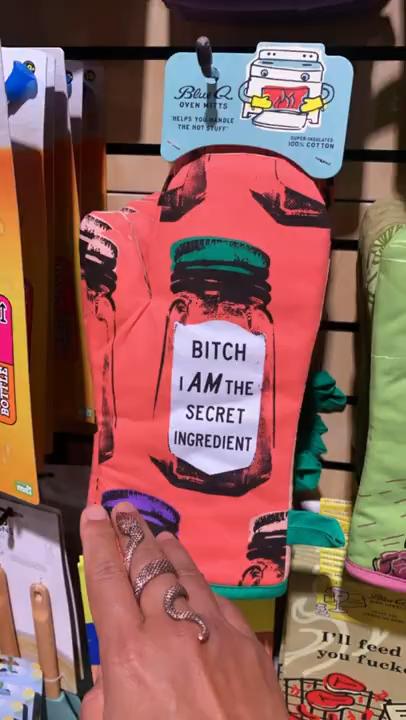 Blue Q
OVEN MITTS
"HELPS YOU HANDLE
THE HOT STUFF"
SUPER-INSULATED
100% COTTON
BITCH
I AM THE
SECRET
INGREDIENT
BOTTLE
I'll feed
you fuck